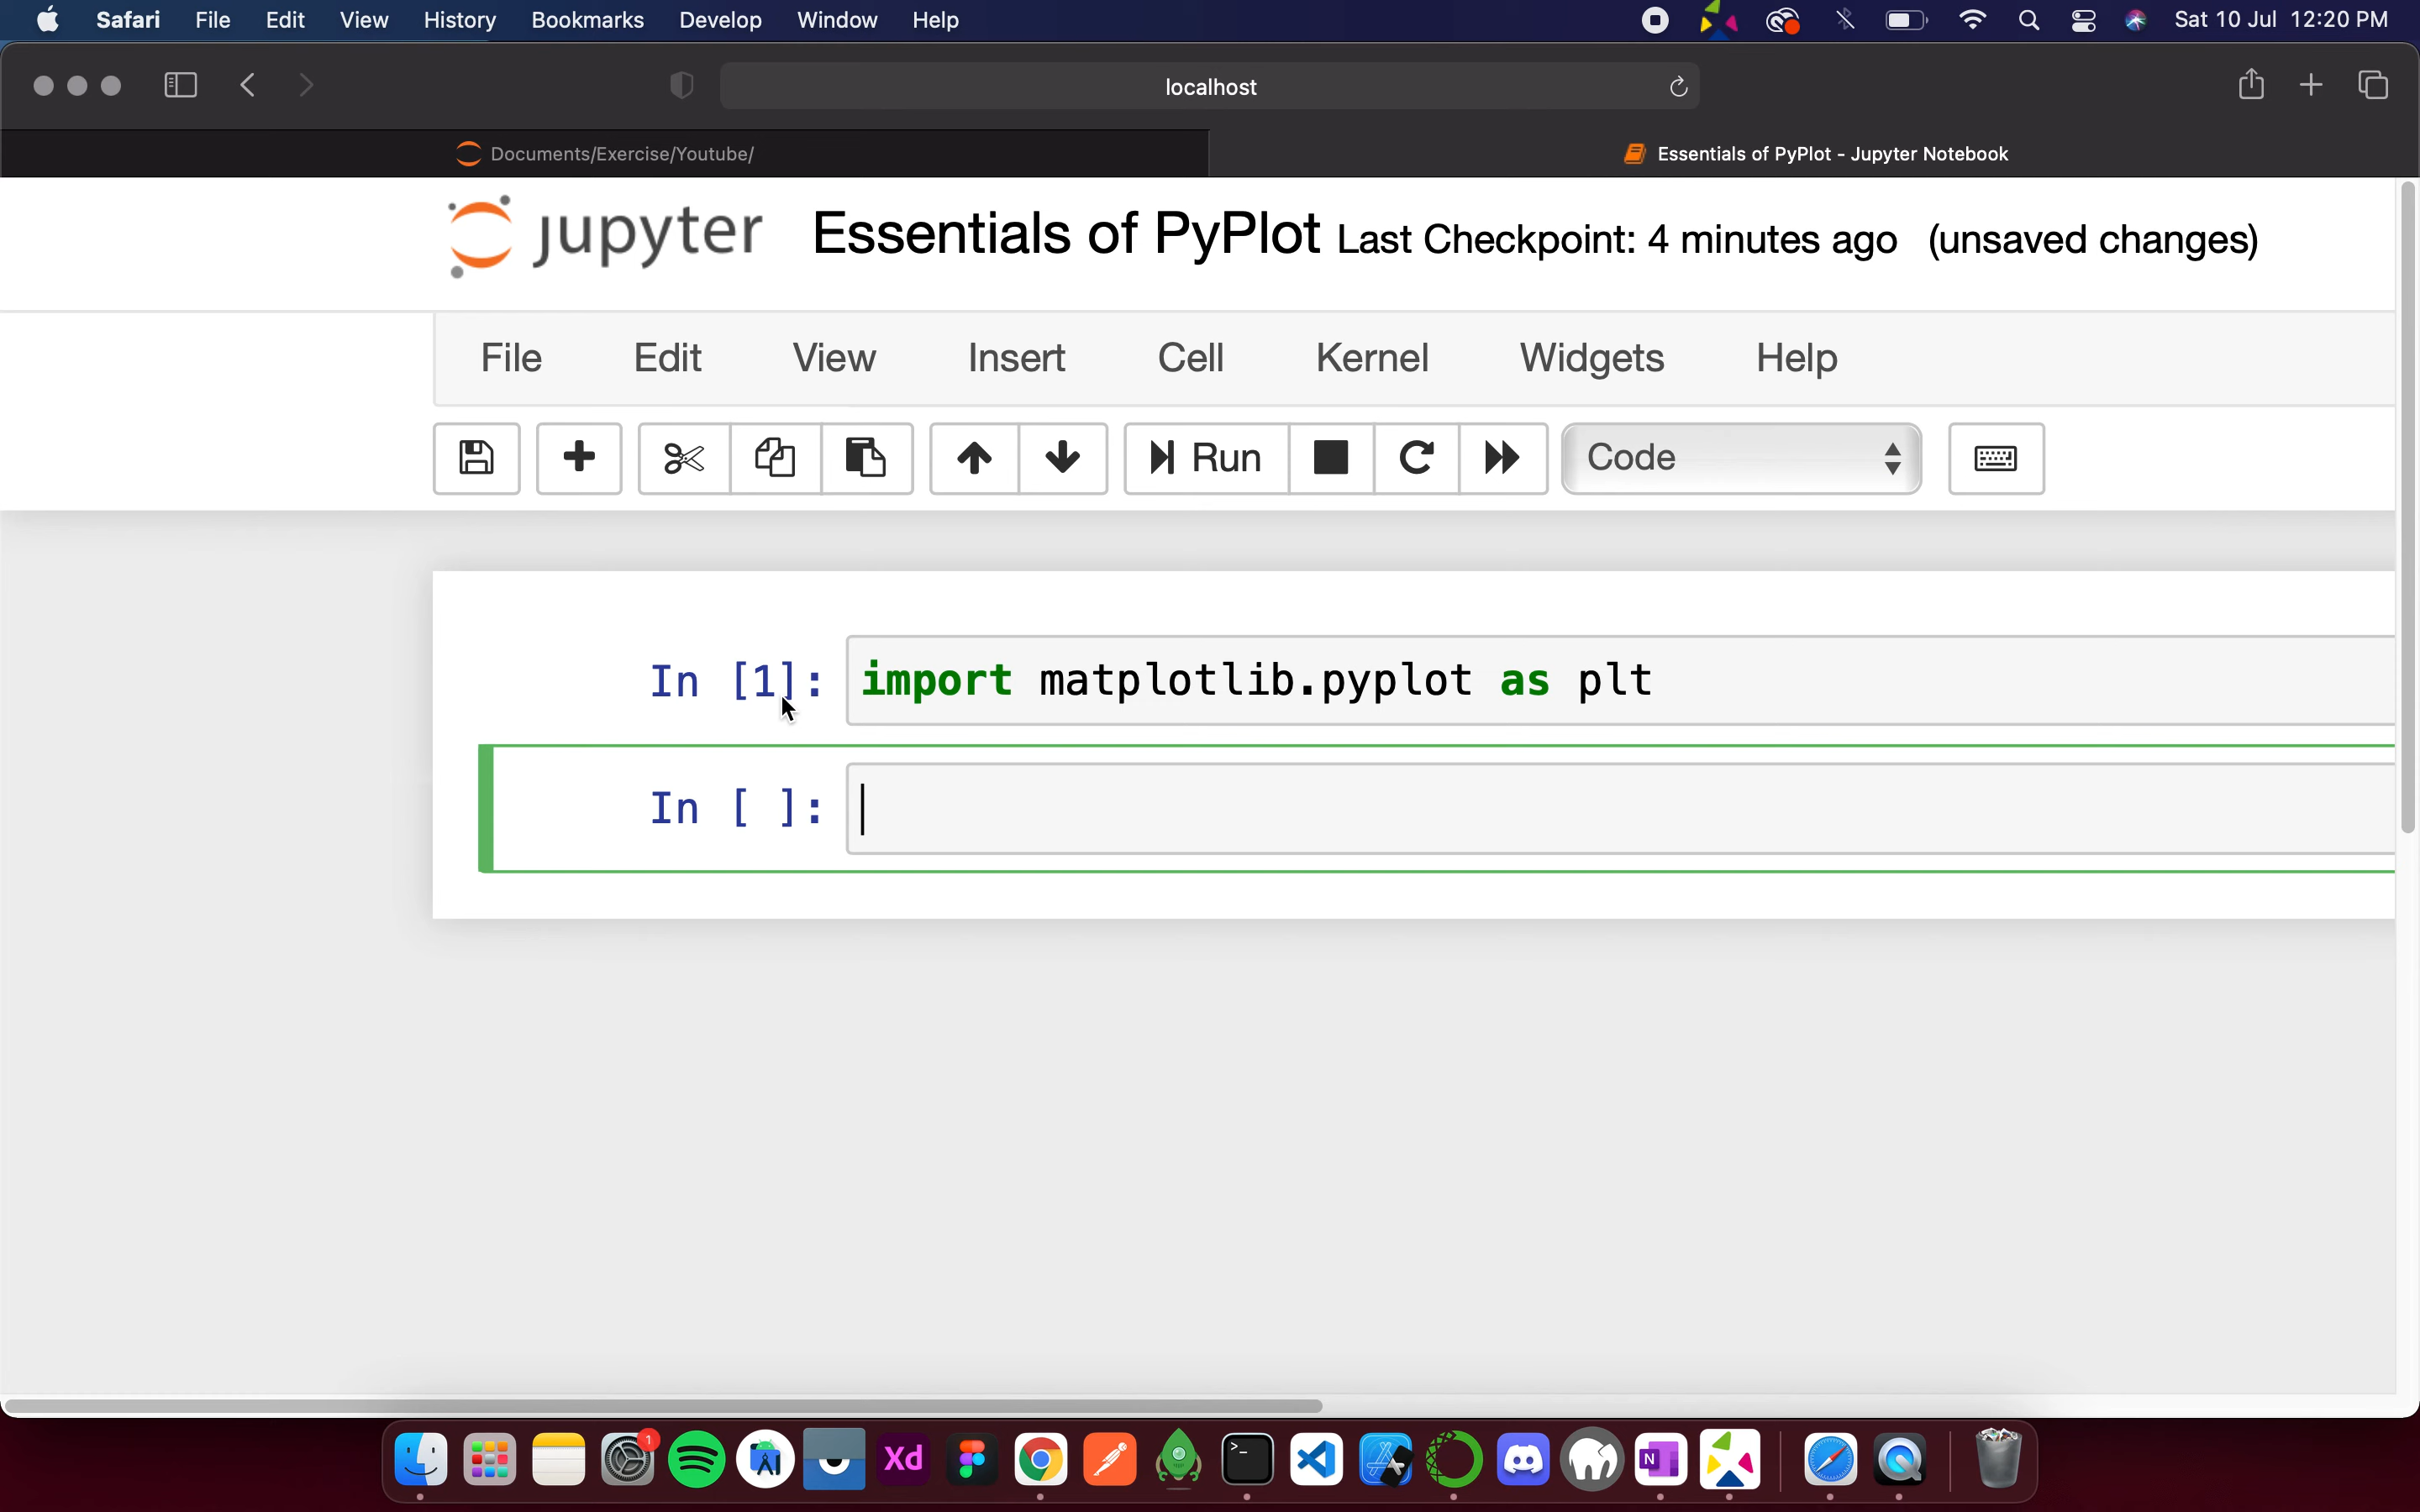 Safari File Edit View History Bookmarks Develop Window Help Sat 10 Jul 12:20 PM
localhost
Documents/Exercise/Youtube/ Essentials of PyPlot - Jupyter Notebook
jupyter Essentials of PyPlot Last Checkpoint: 4 minutes ago (unsaved changes)
File Edit View Insert Cell Kernel Widgets Help
Run Code
In [1]: import matplotlib.pyplot as plt
In [ ]:
1
Xd
N